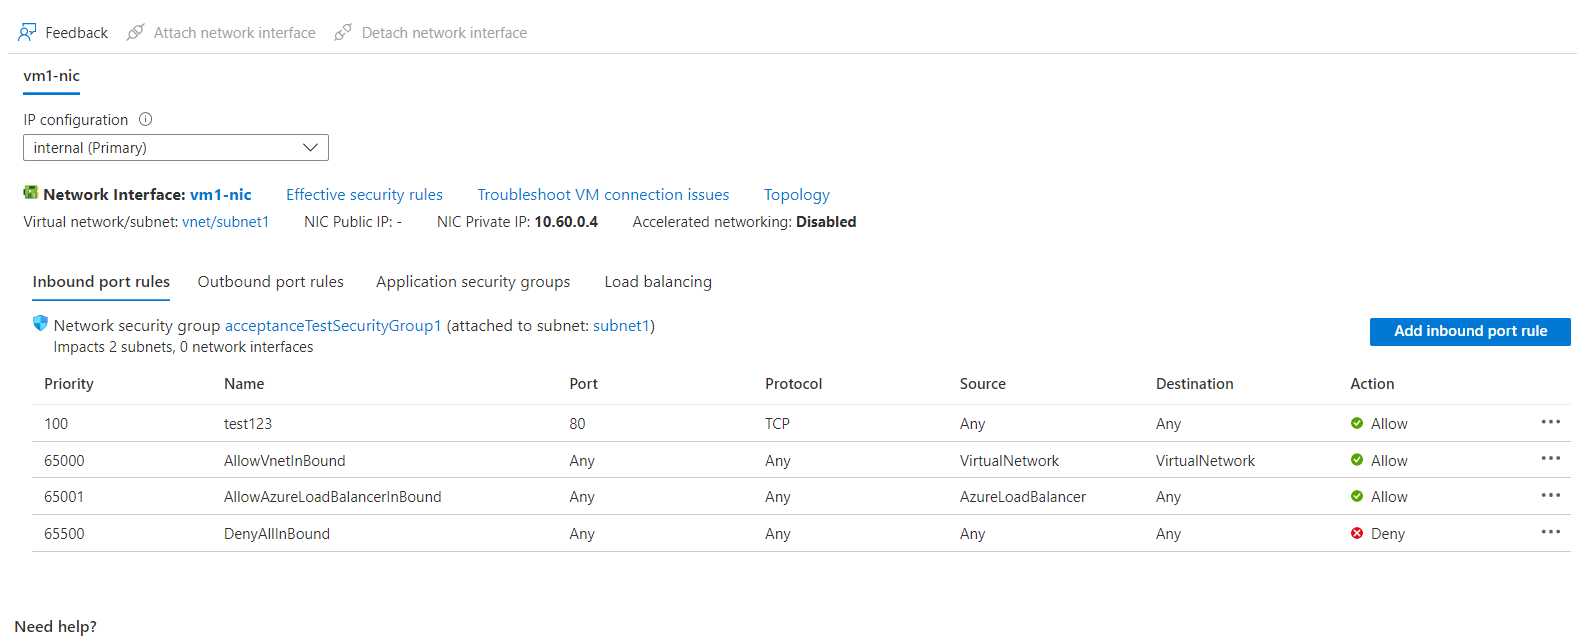 Feedback Attach network interface Detach network interface
vm1-nic
IP configuration
internal (Primary)
Network Interface: vm1-nic Effective security rules Troubleshoot VM connection issues Topology
Virtual network/subnet: vnet/subnet1 NIC Public IP: - NIC Private IP: 10.60.0.4 Accelerated networking: Disabled
Inbound port rules Outbound port rules Application security groups Load balancing
Network security group acceptanceTestSecurityGroup1 (attached to subnet: subnet1)
Impacts 2 subnets, 0 network interfaces
Add inbound port rule
Priority Name Port Protocol Source Destination Action
100 test123 80 TCP Any Any Allow
65000 AllowVnetInBound Any Any VirtualNetwork VirtualNetwork Allow
65001 AllowAzureLoadBalancerInBound Any Any AzureLoadBalancer Any Allow
65500 DenyAllInBound Any Any Any Any Deny
Need help?